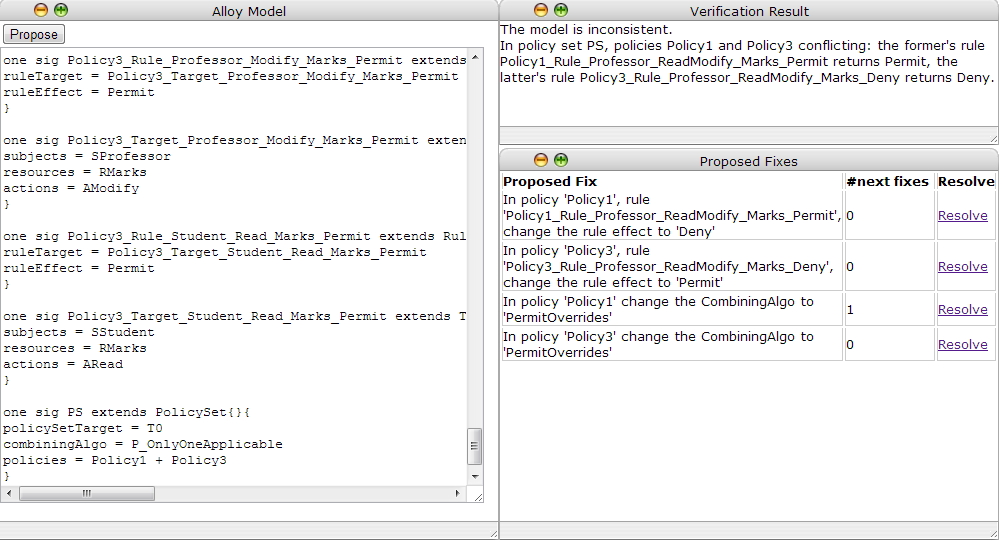 Alloy Model
Propose
one sig Policy3_Rule_Professor_Modify_Marks_Permit extends
ruleTarget = Policy3_Target_Professor_Modify_Marks_Permit
ruleEffect = Permit
}
one sig Policy3_Target_Professor_Modify_Marks_Permit exten
subjects = SProfessor
resources = RMarks
actions = AModify
}
one sig Policy3_Rule_Student_Read_Marks_Permit extends Rul
ruleTarget = Policy3_Target_Student_Read_Marks_Permit
ruleEffect = Permit
}
one sig Policy3_Target_Student_Read_Marks_Permit extends T
subjects = SStudent
resources = RMarks
actions = ARead
}
one sig PS extends PolicySet{}{
policySetTarget = T0
combiningAlgo = P_OnlyOneApplicable
policies = Policy1 + Policy3
}
Verification Result
The model is inconsistent.
In policy set PS, policies Policy1 and Policy3 conflicting: the former's rule
Policy1_Rule_Professor_ReadModify_Marks_Permit returns Permit, the
latter's rule Policy3_Rule_Professor_ReadModify_Marks_Deny returns Deny.
Proposed Fixes
Proposed Fix #next fixes Resolve
In policy 'Policy1', rule
'Policy1_Rule_Professor_ReadModify_Marks_Permit', 0 Resolve
change the rule effect to 'Deny'
In policy 'Policy3', rule
'Policy3_Rule_Professor_ReadModify_Marks_Deny', 0 Resolve
change the rule effect to 'Permit'
In policy 'Policy1' change the CombiningAlgo to 1 Resolve
'PermitOverrides'
In policy 'Policy3' change the CombiningAlgo to 0 Resolve
'PermitOverrides'